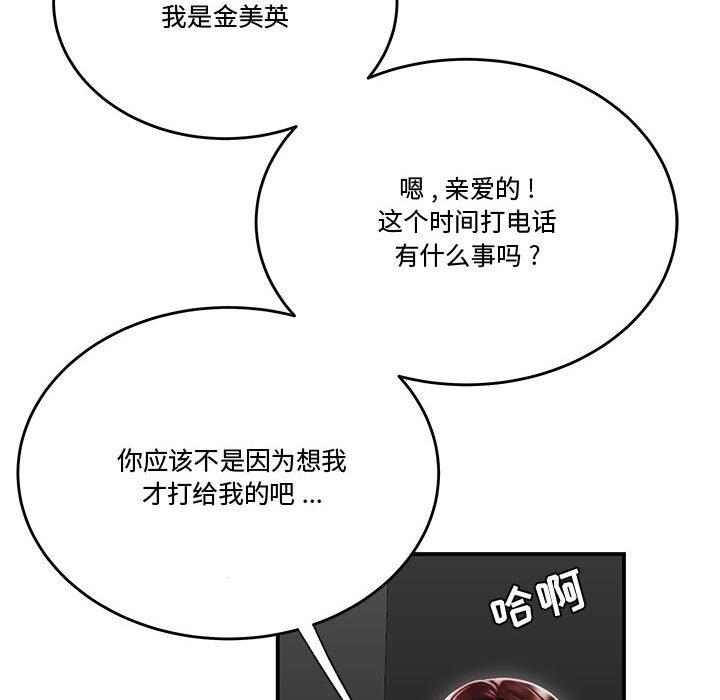 我是金美英
嗯,亲爱的!
这个时间打电话
有什么事吗?
你应该不是因为想我
才打给我的吧...
哈啊